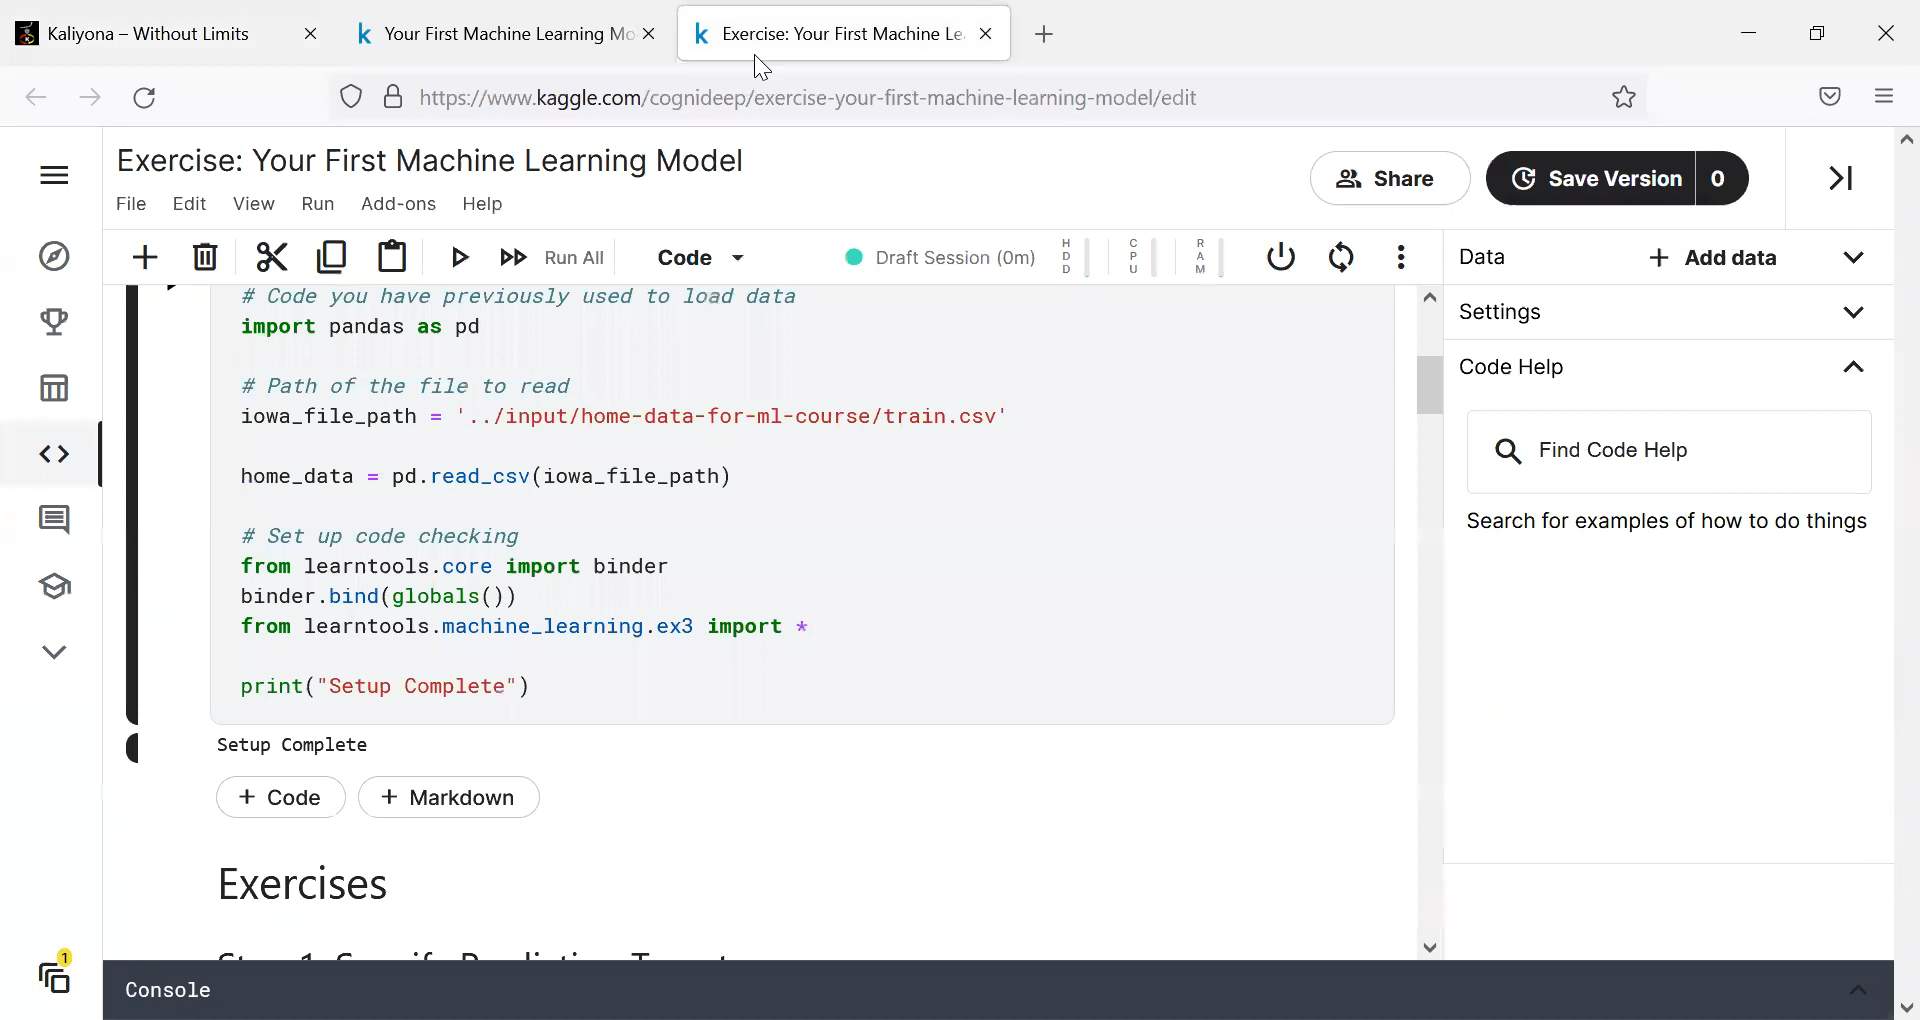 Kaliyona – Without Limits
Your First Machine Learning Mo
Exercise: Your First Machine Le
https://www.kaggle.com/cognideep/exercise-your-first-machine-learning-model/edit
Exercise: Your First Machine Learning Model
File Edit View Run Add-ons Help
Share
Save Version 0
Run All
Code
Draft Session (0m)
HDD
CPU
RAM
Data
+ Add data
Settings
Code Help
Find Code Help
Search for examples of how to do things
# Code you have previously used to load data
import pandas as pd
# Path of the file to read
iowa_file_path = '../input/home-data-for-ml-course/train.csv'
home_data = pd.read_csv(iowa_file_path)
# Set up code checking
from learntools.core import binder
binder.bind(globals())
from learntools.machine_learning.ex3 import *
print("Setup Complete")
Setup Complete
+ Code
+ Markdown
Exercises
1
Console